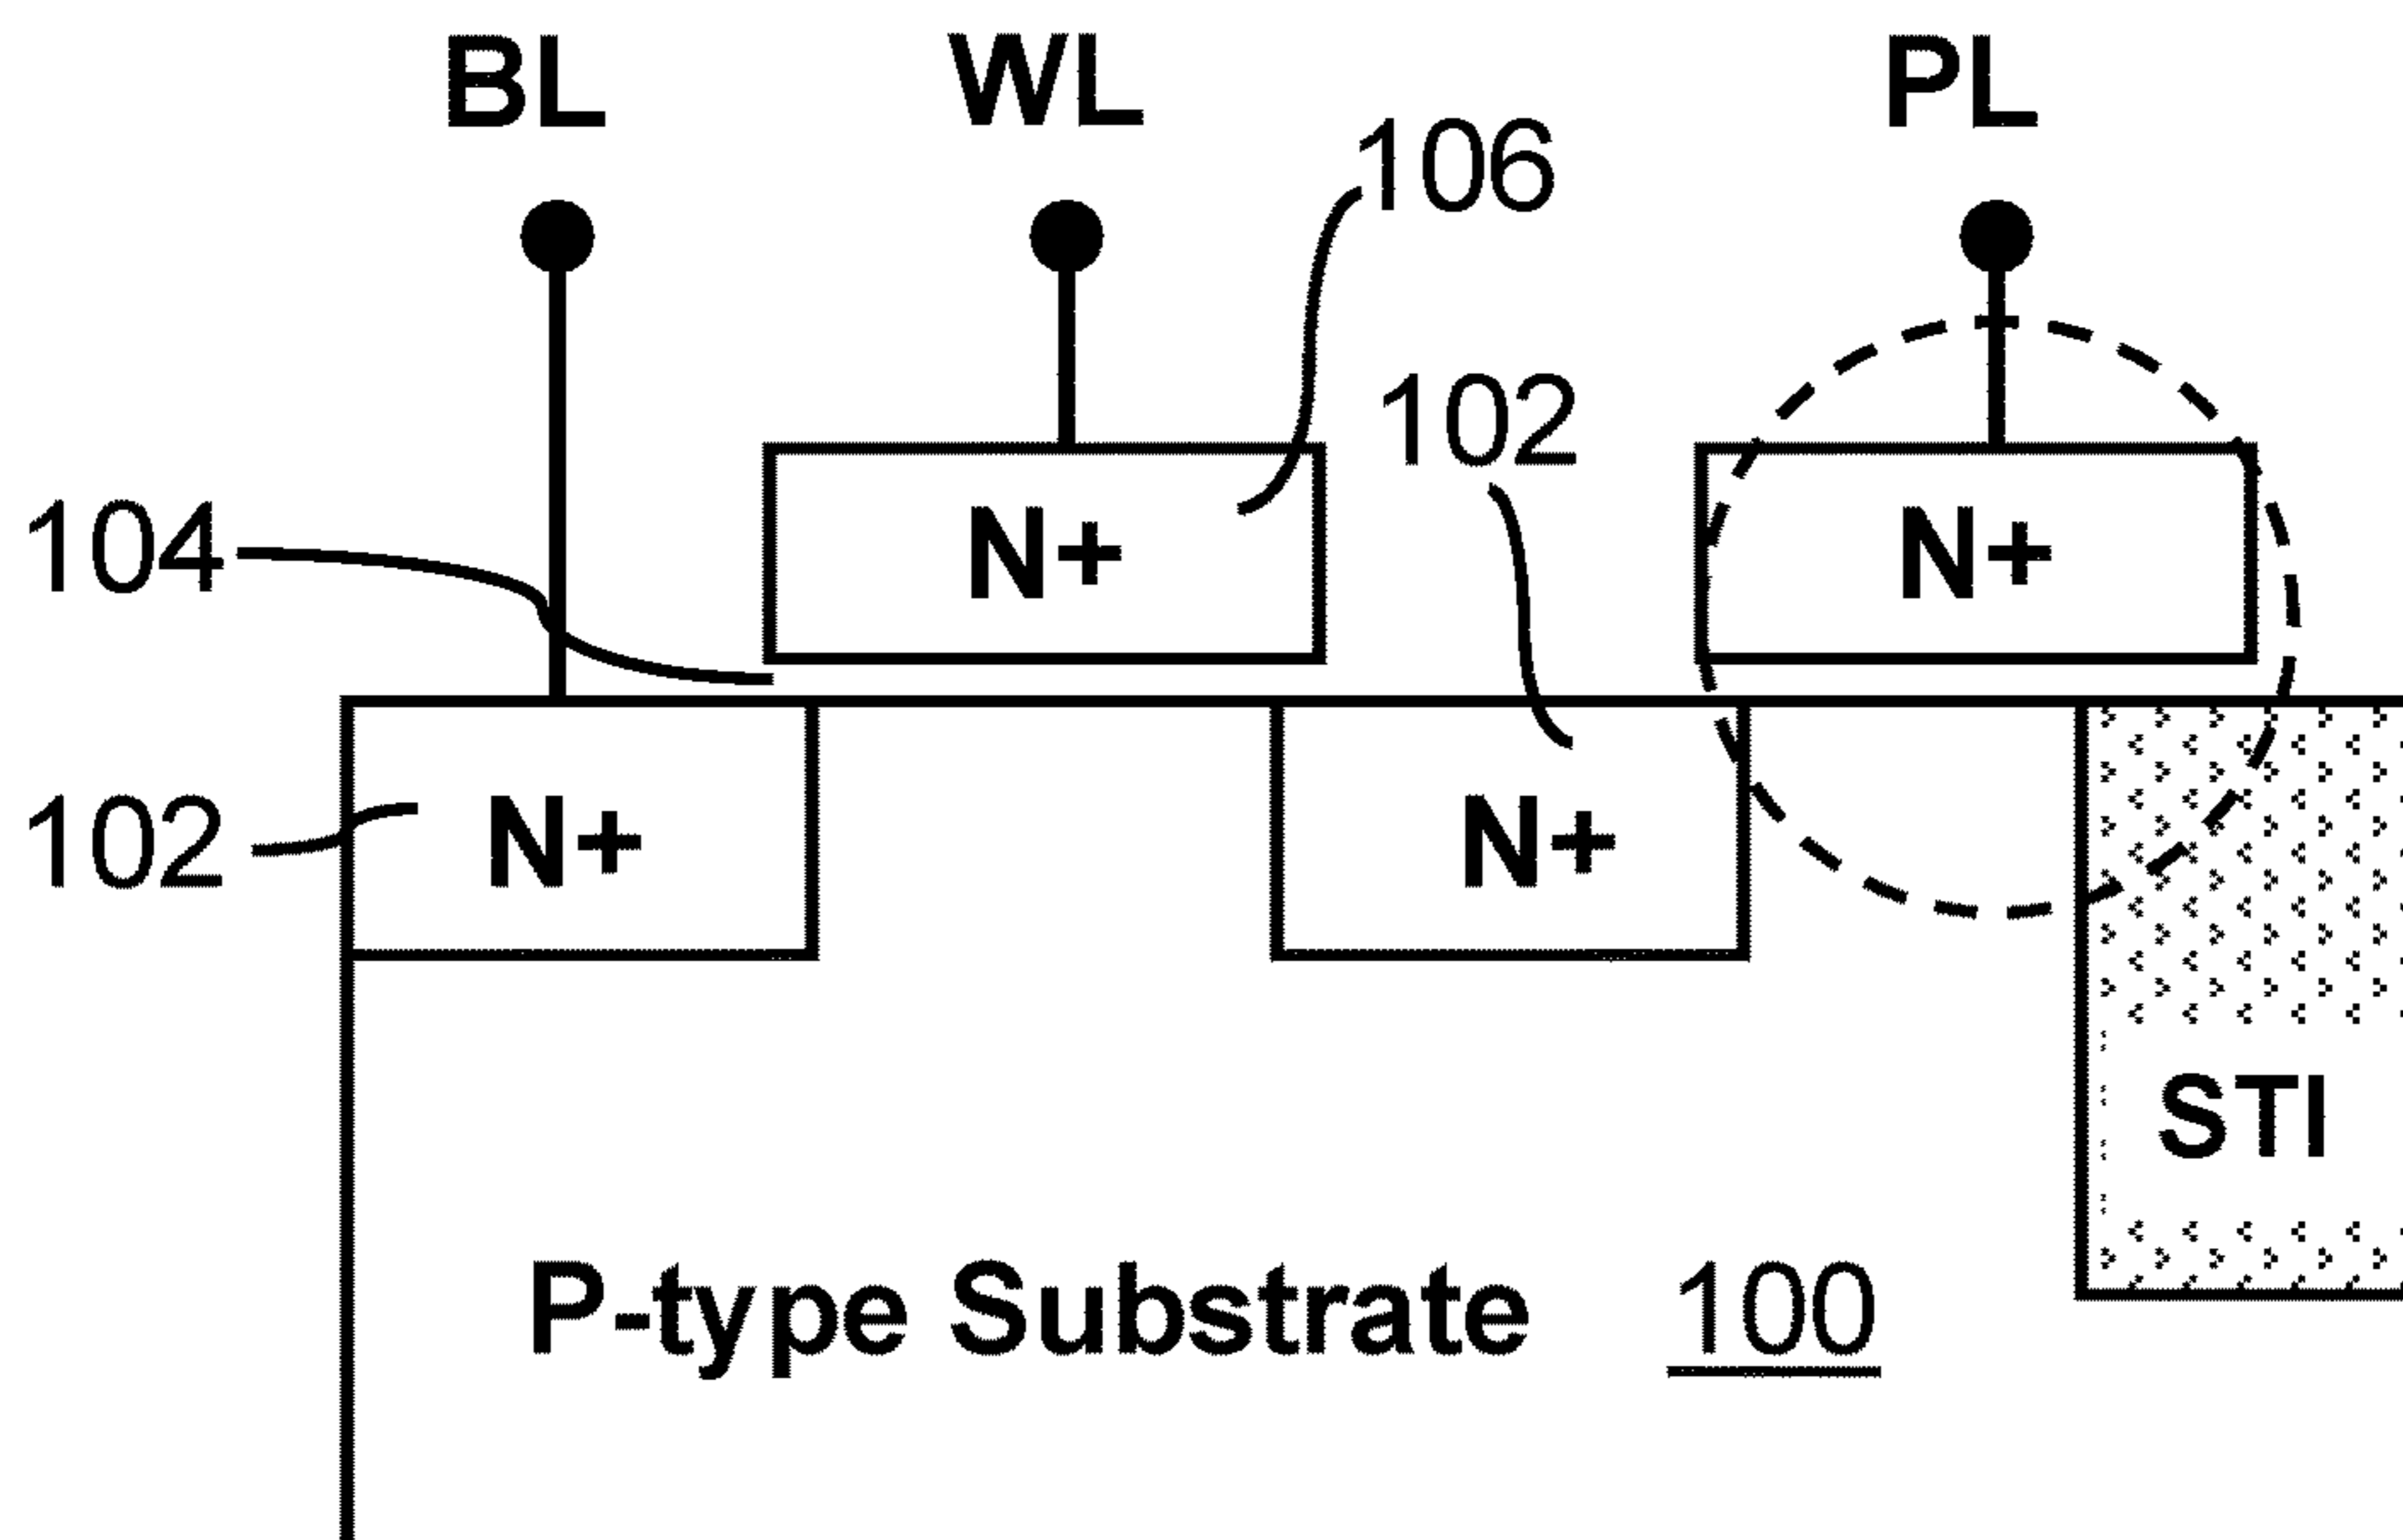 BL WL PL
106
102
104 N+ N+
102 N+ N+
STI
P-type Substrate 100